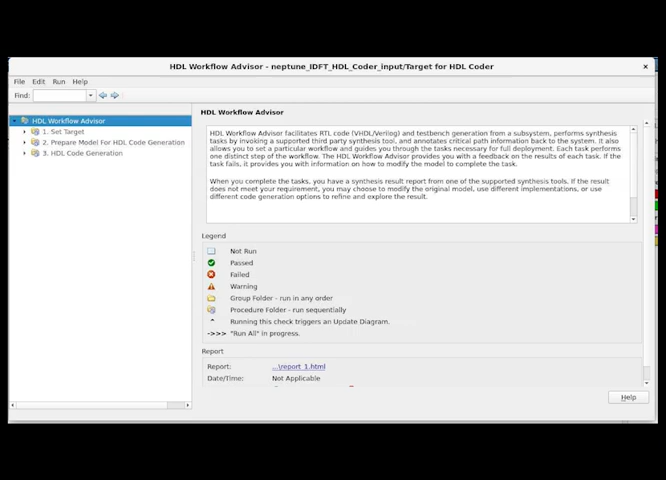 HDL Workflow Advisor - neptune_IDFT_HDL_Coder_input/Target for HDL Coder
File Edit Run Help
Find:
HDL Workflow Advisor
1. Set Target
2. Prepare Model For HDL Code Generation
3. HDL Code Generation
HDL Workflow Advisor
HDL Workflow Advisor facilitates RTL code (VHDL/Verilog) and testbench generation from a subsystem, performs synthesis
tasks by invoking a supported third party synthesis tool, and annotates critical path information back to the system. It
also allows you to set a particular workflow and guides you through the tasks necessary for full deployment. Each task performs
one distinct step of the workflow. The HDL Workflow Advisor provides you with a feedback on the results of each task. If the
task fails, it provides you with information on how to modify the model to complete the task.
When you complete the tasks, you have a synthesis result report from one of the supported synthesis tools. If the result
does not meet your requirement, you may choose to modify the original model, use different implementations, or use
different code generation options to refine and explore the result.
Legend
Not Run
Passed
Failed
Warning
Group Folder - run in any order
Procedure Folder - run sequentially
^ Running this check triggers an Update Diagram.
->>> "Run All" in progress.
Report
Report: ...\report_1.html
Date/Time: Not Applicable
Help